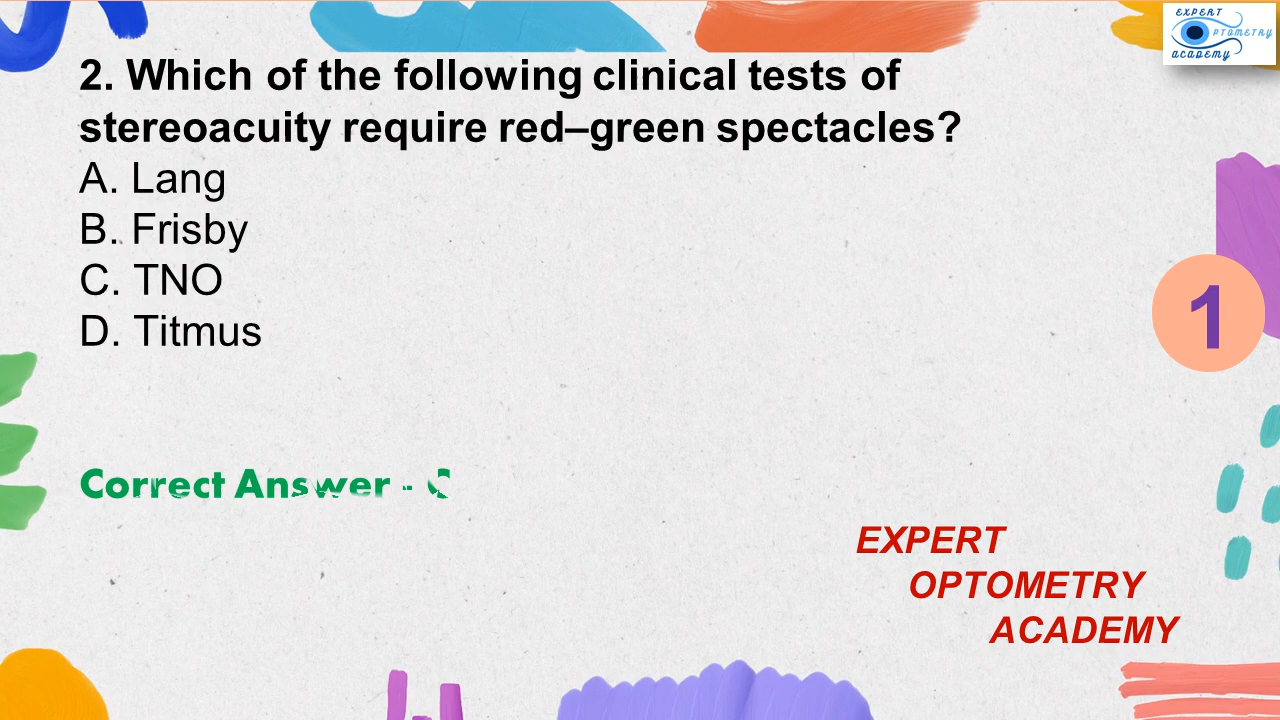 EXPERT
OPTOMETRY
ACADEMY
2. Which of the following clinical tests of
stereoacuity require red–green spectacles?
A. Lang
B. Frisby
C. TNO
D. Titmus
1
Correct Answer - C
EXPERT
OPTOMETRY
ACADEMY